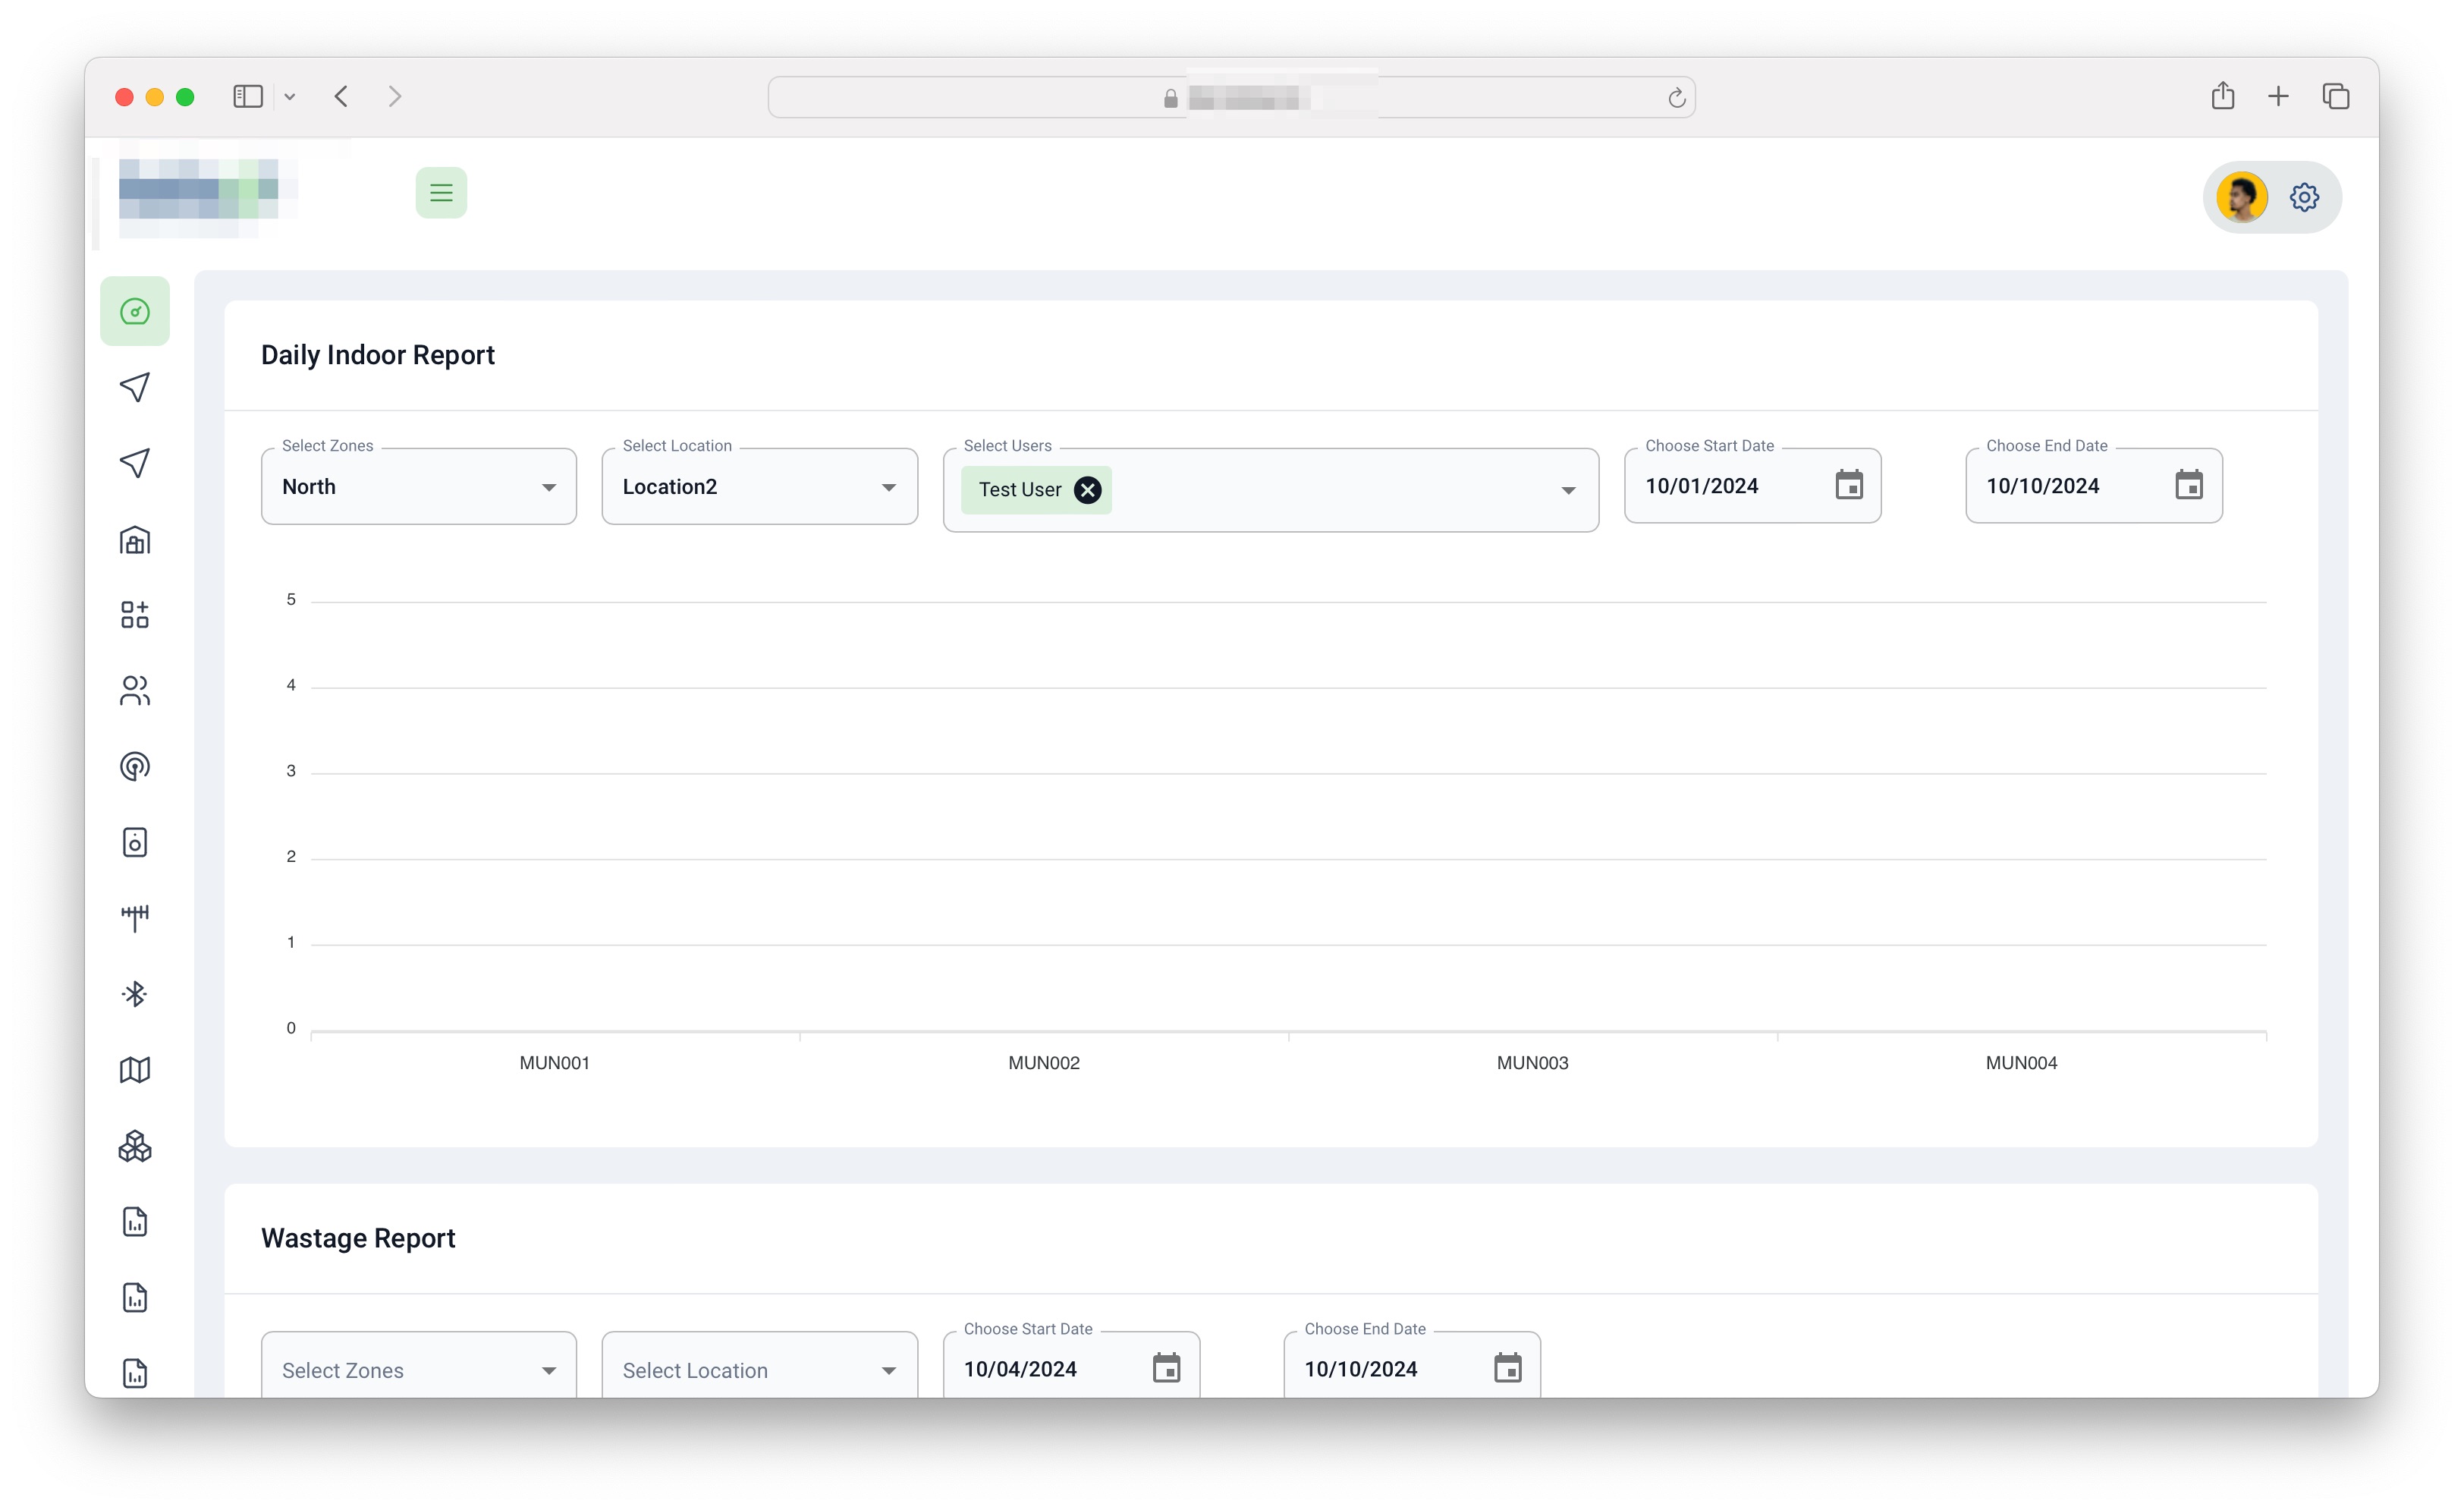 Daily Indoor Report
Select Zones Select Location Select Users Choose Start Date Choose End Date
North Location2 Test User 10/01/2024 10/10/2024
5
4
3
2
1
0
MUN001 MUN002 MUN003 MUN004
Wastage Report
Choose Start Date Choose End Date
Select Zones Select Location 10/04/2024 10/10/2024